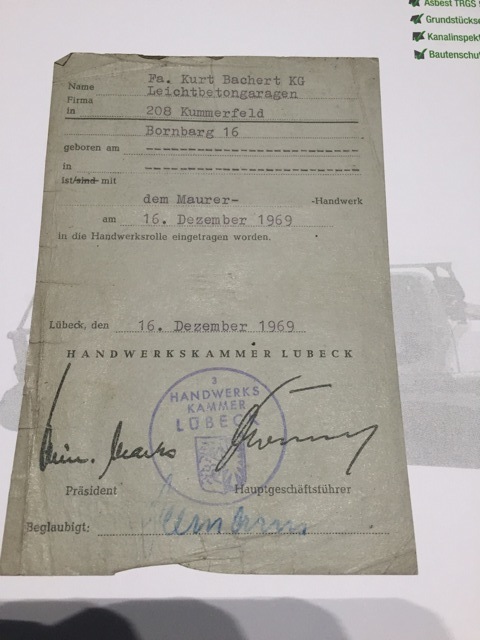 Asbest TRGS
Grundstücks
Kanalinspekt
Bautenschut
Name Fa. Kurt Bachert KG
Firma Leichtbetongaragen
in 208 Kummerfeld
Bornbarg 16
geboren am
in
ist/sind mit
dem Maurer- -Handwerk
am 16. Dezember 1969
in die Handwerksrolle eingetragen worden.
Lübeck, den 16. Dezember 1969
HANDWERKSKAMMER LÜBECK
3
HANDWERKS
KAMMER
LÜBECK
Präsident Hauptgeschäftsführer
Beglaubigt: